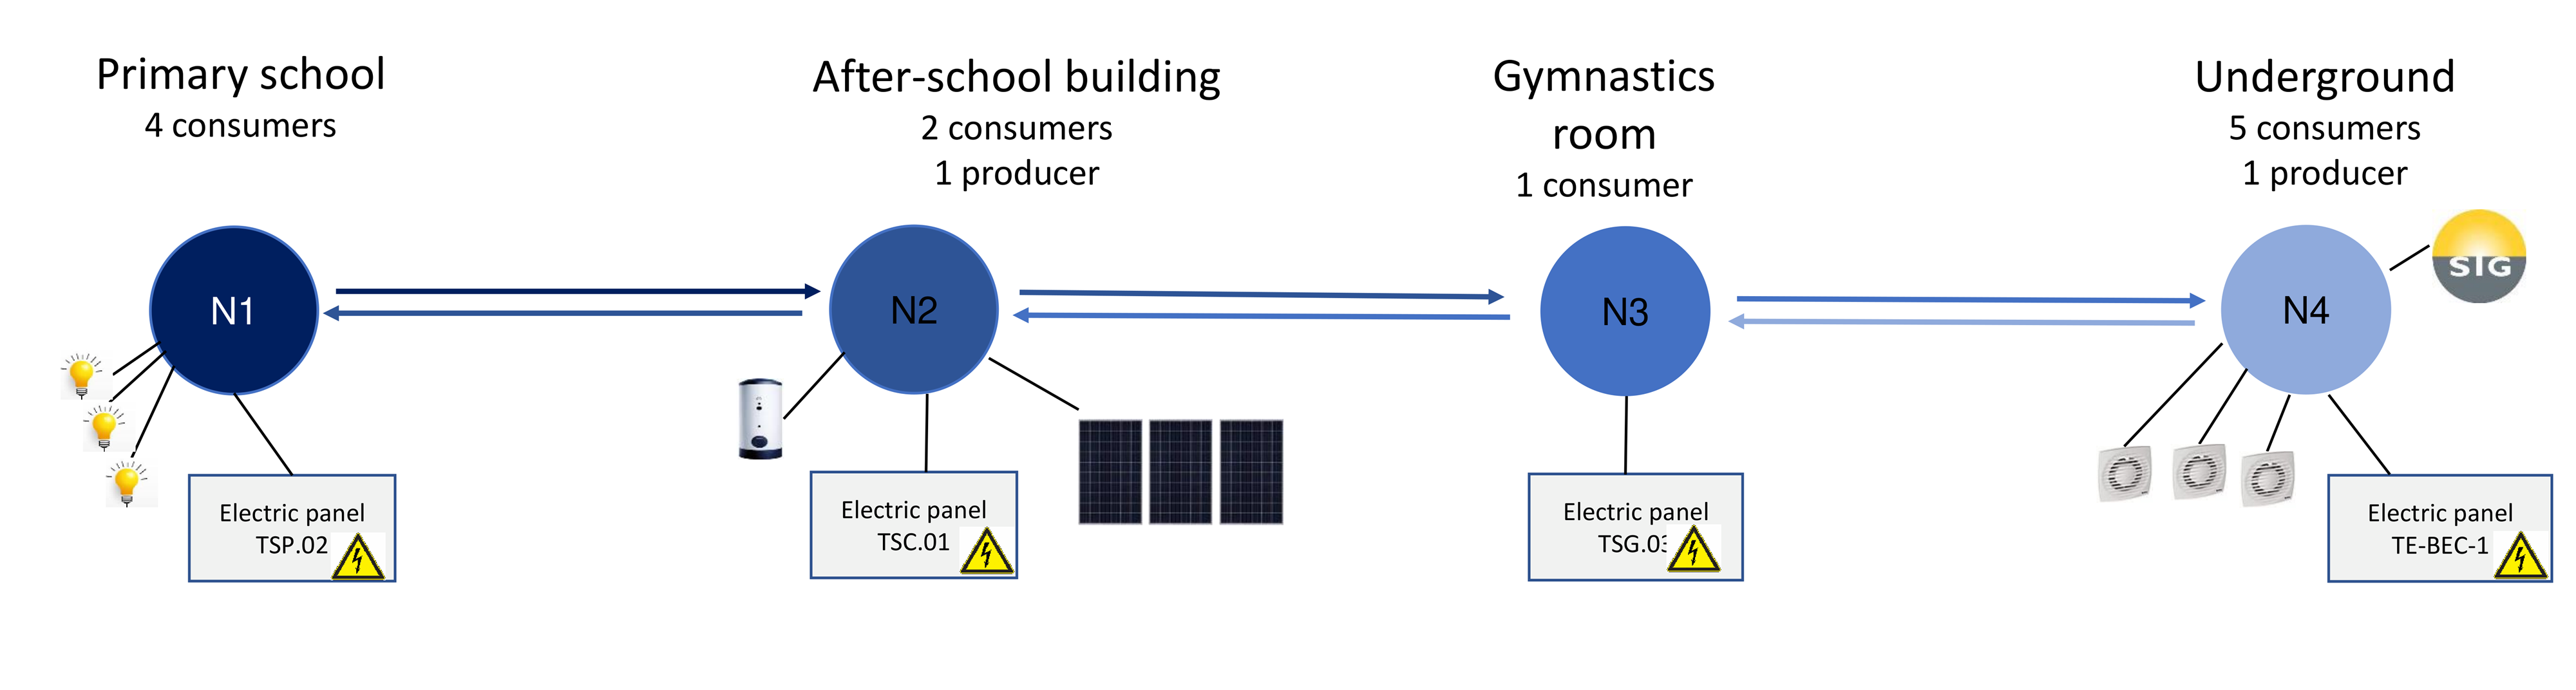 Primary school
4 consumers
After-school building
2 consumers
1 producer
Gymnastics
room
1 consumer
Underground
5 consumers
1 producer
N1
N2
N3
N4
SIG
Electric panel
TSP.02
Electric panel
TSC.01
Electric panel
TSG.03
Electric panel
TE-BEC-1